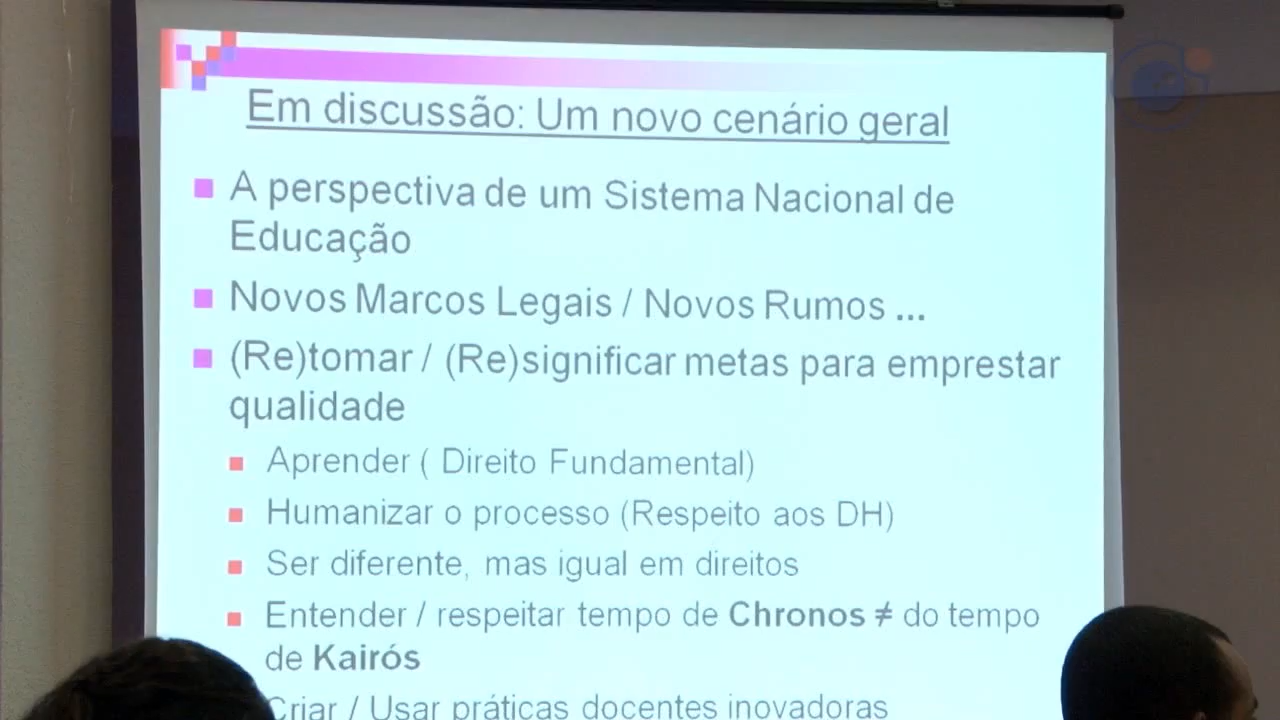 Em discussão: Um novo cenário geral
A perspectiva de um Sistema Nacional de
Educação
Novos Marcos Legais / Novos Rumos ...
(Re)tomar / (Re)significar metas para emprestar
qualidade
Aprender ( Direito Fundamental)
Humanizar o processo (Respeito aos DH)
Ser diferente, mas igual em direitos
Entender / respeitar tempo de Chronos ≠ do tempo
de Kairós
Criar / Usar práticas docentes inovadoras